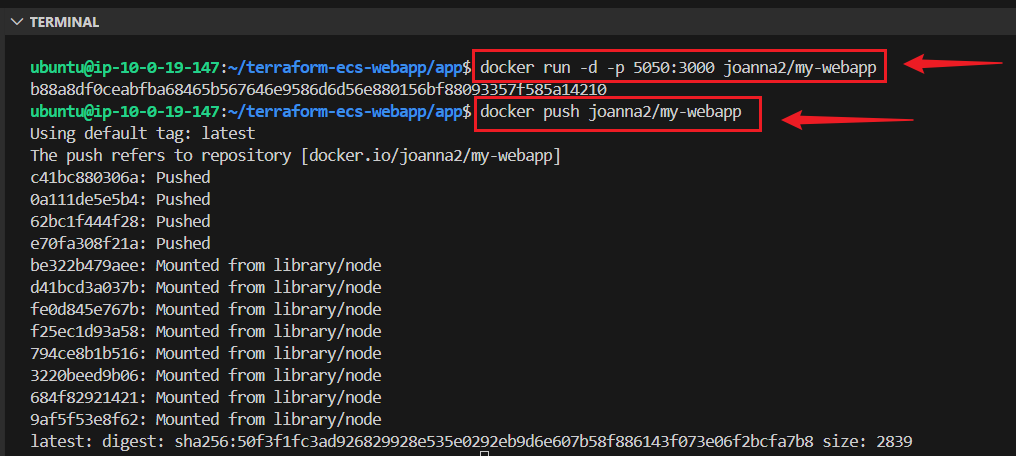 TERMINAL
ubuntu@ip-10-0-19-147:~/terraform-ecs-webapp/app$ docker run -d -p 5050:3000 joanna2/my-webapp
b88a8df0ceabfba68465b567646e9586d6d56e880156bf88093357f585a14210
ubuntu@ip-10-0-19-147:~/terraform-ecs-webapp/app$ docker push joanna2/my-webapp
Using default tag: latest
The push refers to repository [docker.io/joanna2/my-webapp]
c41bc880306a: Pushed
0a111de5e5b4: Pushed
62bc1f444f28: Pushed
e70fa308f21a: Pushed
be322b479aee: Mounted from library/node
d41bcd3a037b: Mounted from library/node
fe0d845e767b: Mounted from library/node
f25ec1d93a58: Mounted from library/node
794ce8b1b516: Mounted from library/node
3220beed9b06: Mounted from library/node
684f82921421: Mounted from library/node
9af5f53e8f62: Mounted from library/node
latest: digest: sha256:50f3f1fc3ad926829928e535e0292eb9d6e607b58f886143f073e06f2bcfa7b8 size: 2839